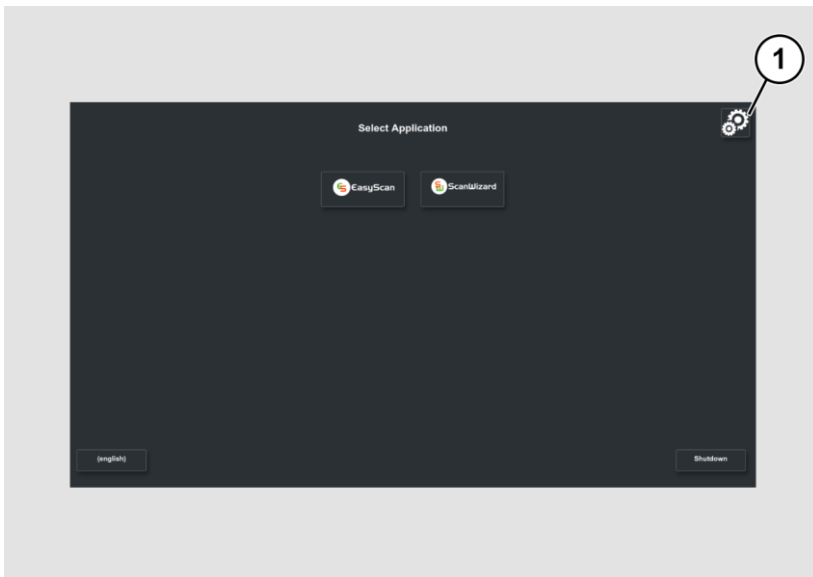 1
Select Application
EasyScan
ScanWizard
(english)
Shutdown